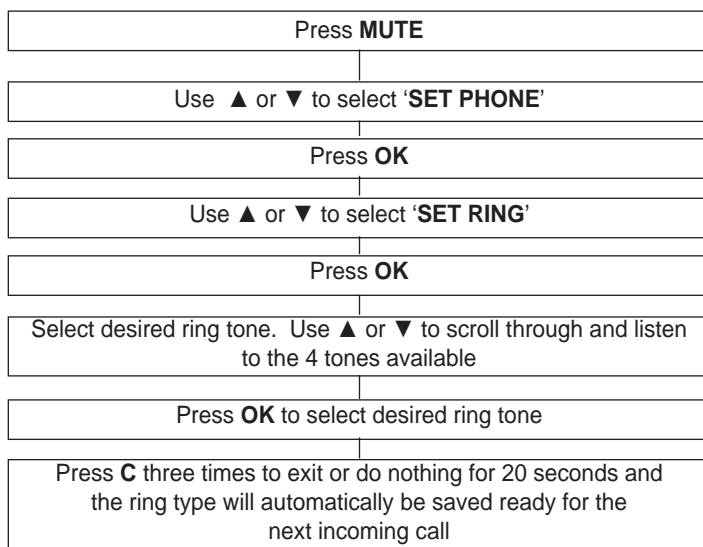 Press MUTE
Use ▲ or ▼ to select ‘SET PHONE’
Press OK
Use ▲ or ▼ to select ‘SET RING’
Press OK
Select desired ring tone. Use ▲ or ▼ to scroll through and listen
to the 4 tones available
Press OK to select desired ring tone
Press C three times to exit or do nothing for 20 seconds and
the ring type will automatically be saved ready for the
next incoming call